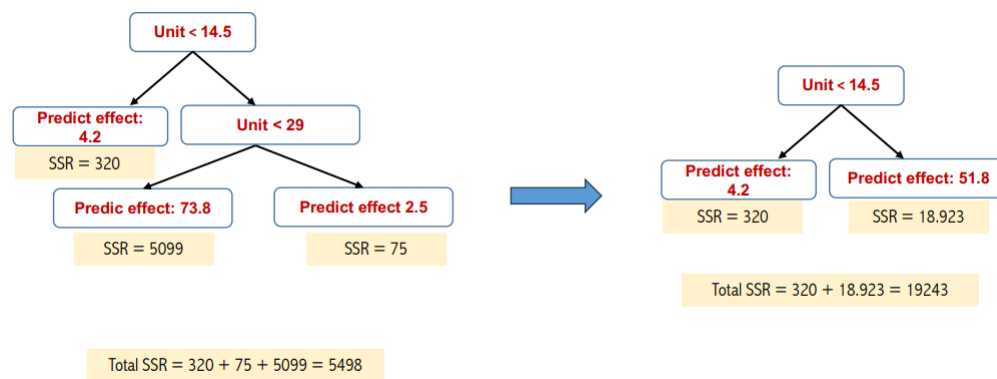 Unit < 14.5
Predict effect:
4.2
SSR = 320
Unit < 29
Predic effect: 73.8
SSR = 5099
Predict effect 2.5
SSR = 75
Total SSR = 320 + 75 + 5099 = 5498
Unit < 14.5
Predict effect:
4.2
SSR = 320
Predict effect: 51.8
SSR = 18.923
Total SSR = 320 + 18.923 = 19243